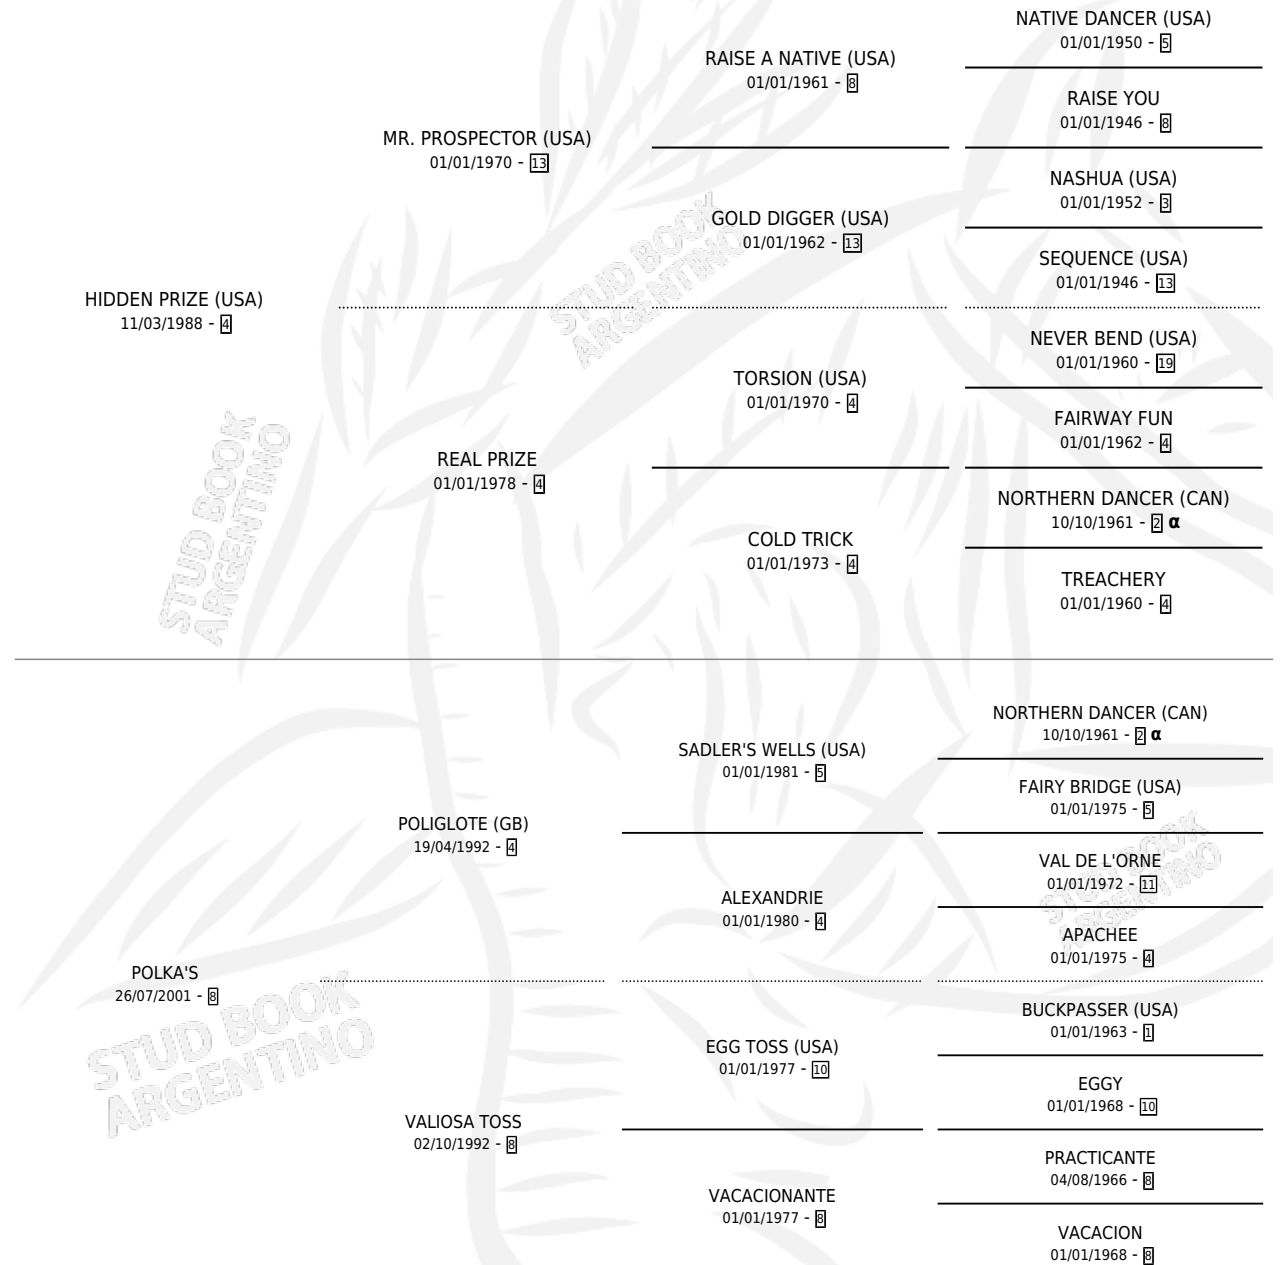 NATIVE DANCER (USA)
01/01/1950 - 5
RAISE A NATIVE (USA)
01/01/1961 - 8
RAISE YOU
01/01/1946 - 8
MR. PROSPECTOR (USA)
01/01/1970 - 13
NASHUA (USA)
01/01/1952 - 3
GOLD DIGGER (USA)
01/01/1962 - 13
SEQUENCE (USA)
01/01/1946 - 13
HIDDEN PRIZE (USA)
11/03/1988 - 4
STUD BOOK
ARGENTINO
NEVER BEND (USA)
01/01/1960 - 19
TORSION (USA)
01/01/1970 - 4
FAIRWAY FUN
01/01/1962 - 4
REAL PRIZE
01/01/1978 - 4
STUD BOOK
ARGENTINO
NORTHERN DANCER (CAN)
10/10/1961 - 2 α
COLD TRICK
01/01/1973 - 4
TREACHERY
01/01/1960 - 4
NORTHERN DANCER (CAN)
10/10/1961 - 2 α
SADLER'S WELLS (USA)
01/01/1981 - 5
FAIRY BRIDGE (USA)
01/01/1975 - 5
POLIGLOTE (GB)
19/04/1992 - 4
VAL DE L'ORNE
01/01/1972 - 11
STUD BOOK
ARGENTINO
ALEXANDRIE
01/01/1980 - 4
APACHEE
01/01/1975 - 4
POLKA'S
26/07/2001 - 8
STUD BOOK
ARGENTINO
BUCKPASSER (USA)
01/01/1963 - 1
EGG TOSS (USA)
01/01/1977 - 10
EGGY
01/01/1968 - 10
VALIOSA TOSS
02/10/1992 - 8
PRACTICANTE
04/08/1966 - 8
VACACIONANTE
01/01/1977 - 8
VACACION
01/01/1968 - 8